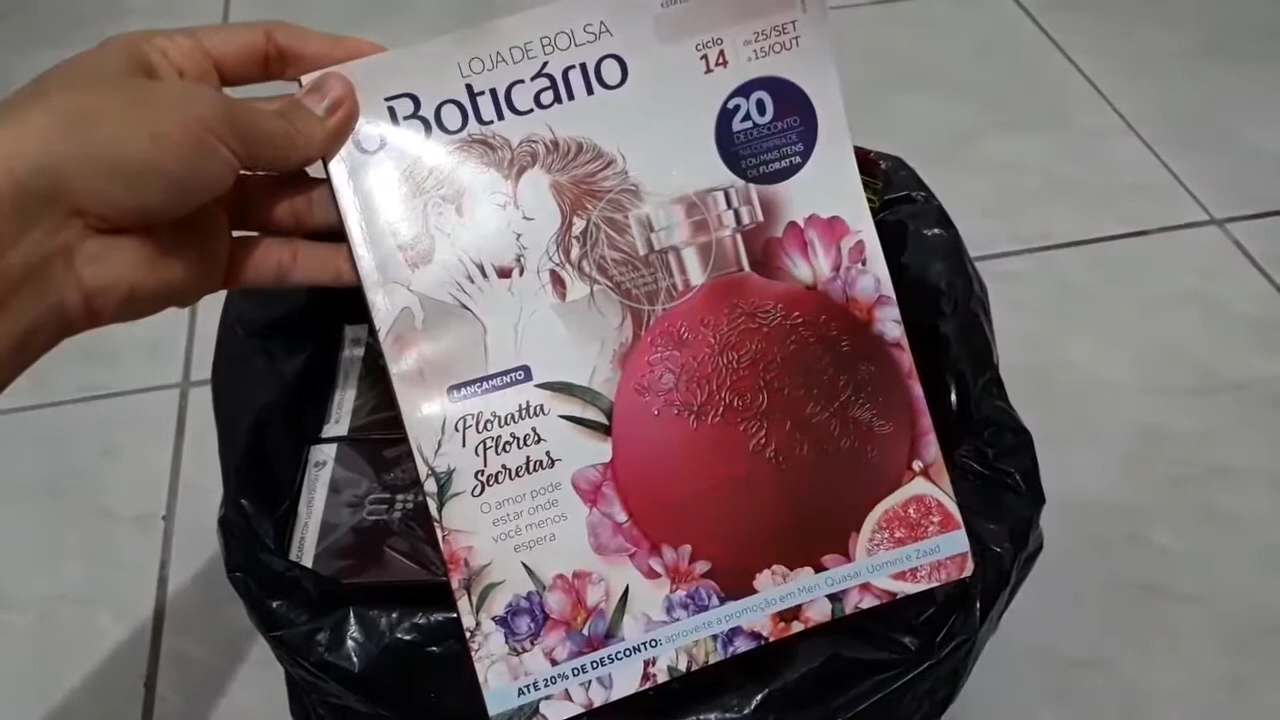 LOJA DE BOLSA
O Boticário
ciclo
14
de 25/SET
a 15/OUT
20
DE DESCONTO
NA COMPRA DE
2 OU MAIS ITENS
DE FLORATTA
LANÇAMENTO
Floratta
Flores
Secretas
O amor pode
estar onde
você menos
espera
ATÉ 20% DE DESCONTO: aproveite a promoção em Men, Quasar, Uomini e Zaad